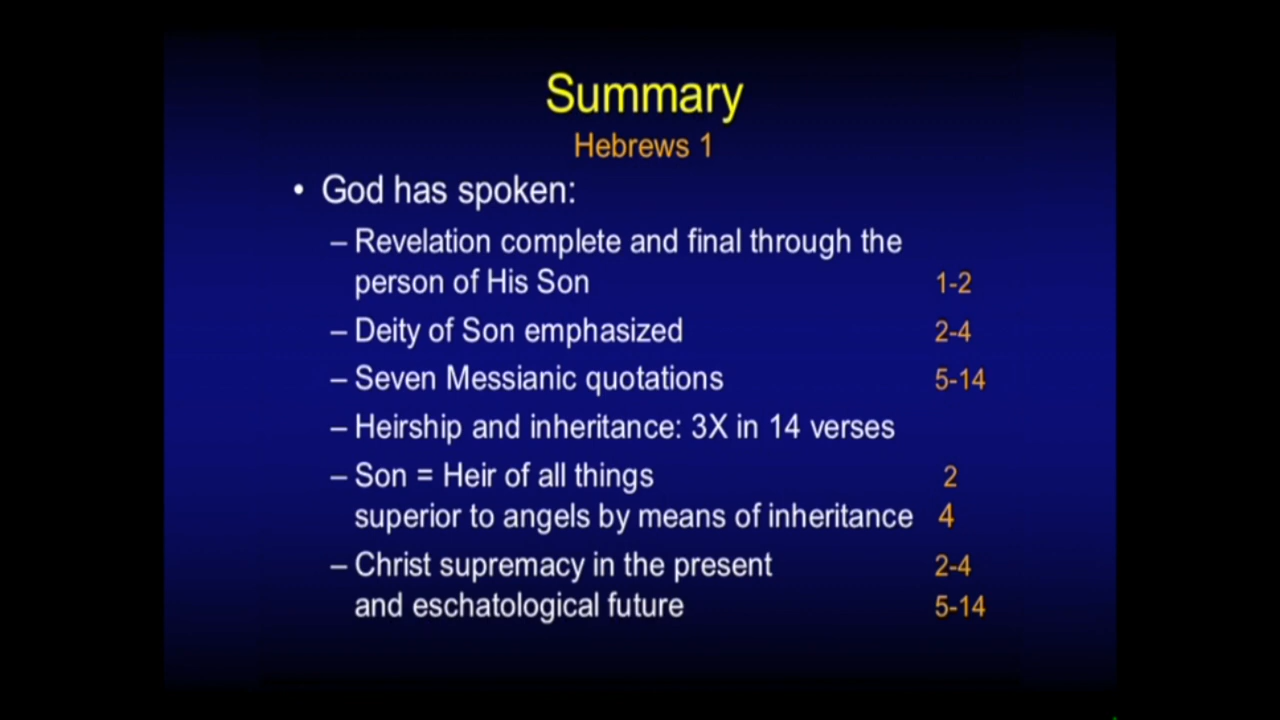 Summary
Hebrews 1
• God has spoken:
– Revelation complete and final through the
person of His Son 1-2
– Deity of Son emphasized 2-4
– Seven Messianic quotations 5-14
– Heirship and inheritance: 3X in 14 verses
– Son = Heir of all things 2
superior to angels by means of inheritance 4
– Christ supremacy in the present 2-4
and eschatological future 5-14